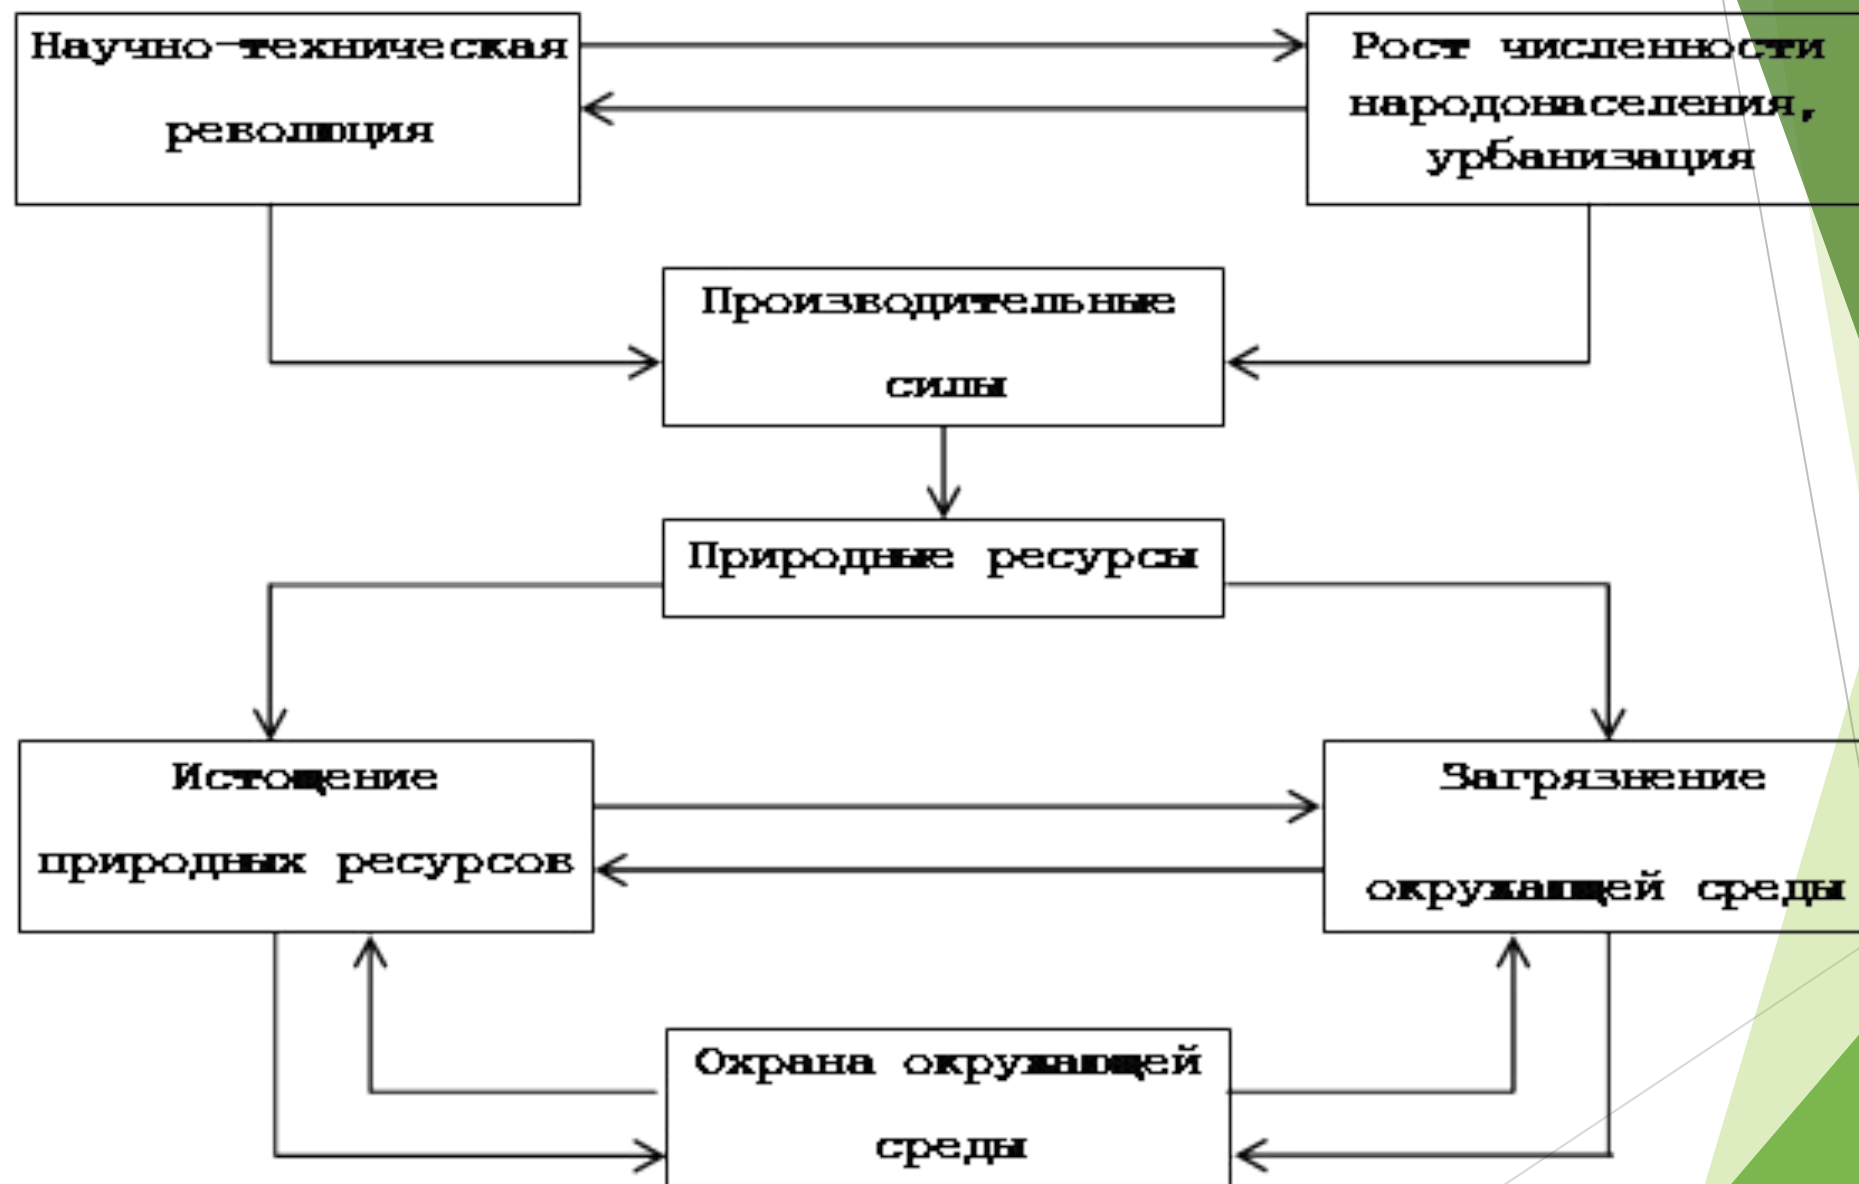 Научно-техническая
революция
Рост численности
народонаселения,
урбанизация
Производительные
силы
Природные ресурсы
Истощение
природных ресурсов
Загрязнение
окружающей среды
Охрана окружающей
среды